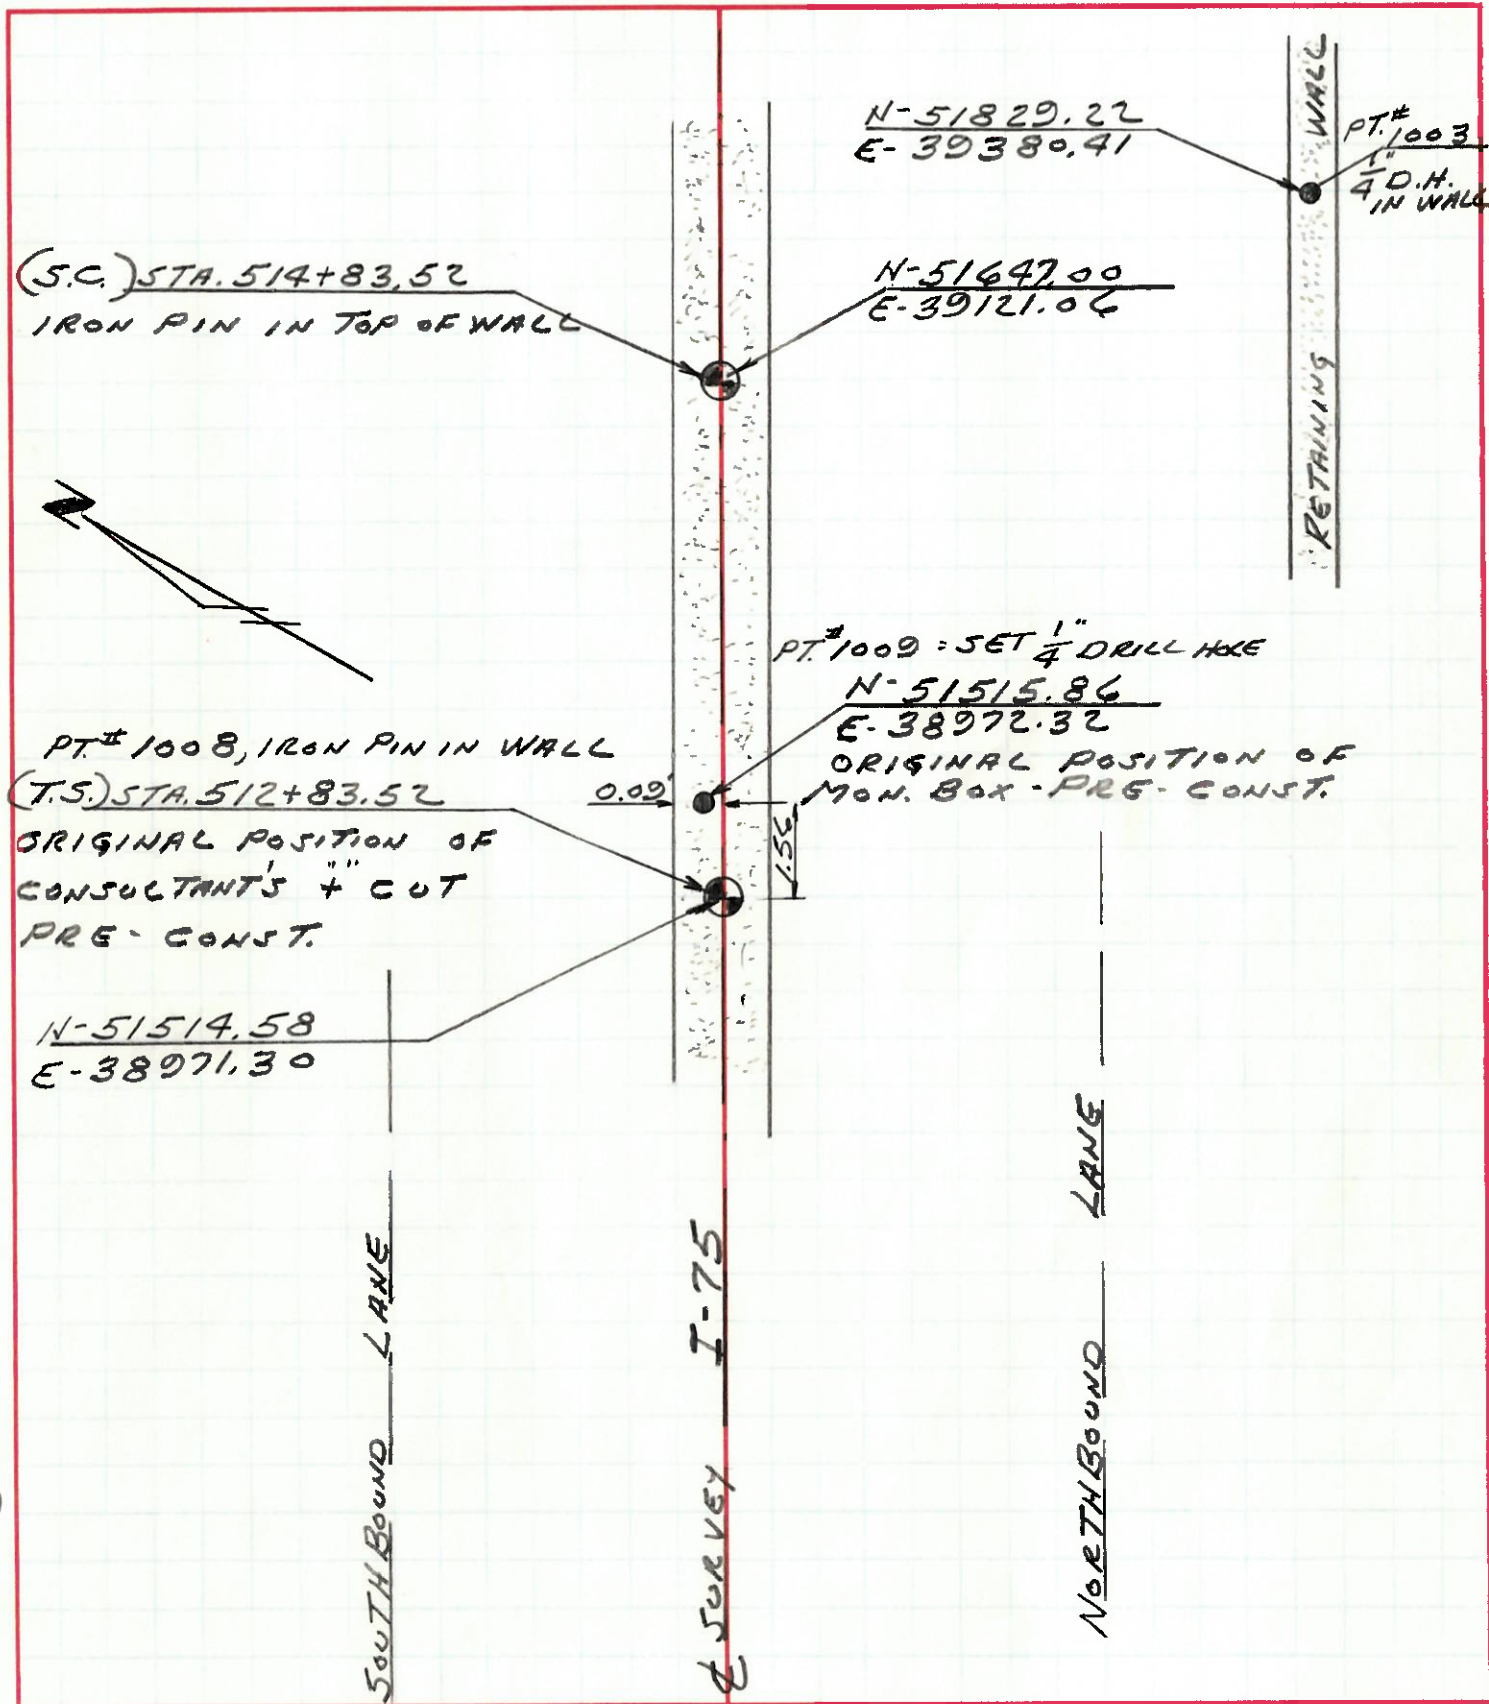 N-51829.22
E-39380.41
PT.# 1003
1/4" D.H.
IN WALL
RETAINING WALL
(S.C.) STA. 514+83.52
IRON PIN IN TOP OF WALL
N-51647.00
E-39121.06
PT.#1009 = SET 1/4" DRILL HOLE
N-51515.86
E-38972.32
ORIGINAL POSITION OF
MON. BOX - PRE-CONST.
PT.# 1008, IRON PIN IN WALL
(T.S.) STA. 512+83.52
ORIGINAL POSITION OF
CONSULTANT'S "+" CUT
PRE-CONST.
0.09'
1.56
N-51514.58
E-38971.30
SOUTHBOUND LANE
℄ SURVEY I-75
NORTHBOUND LANE